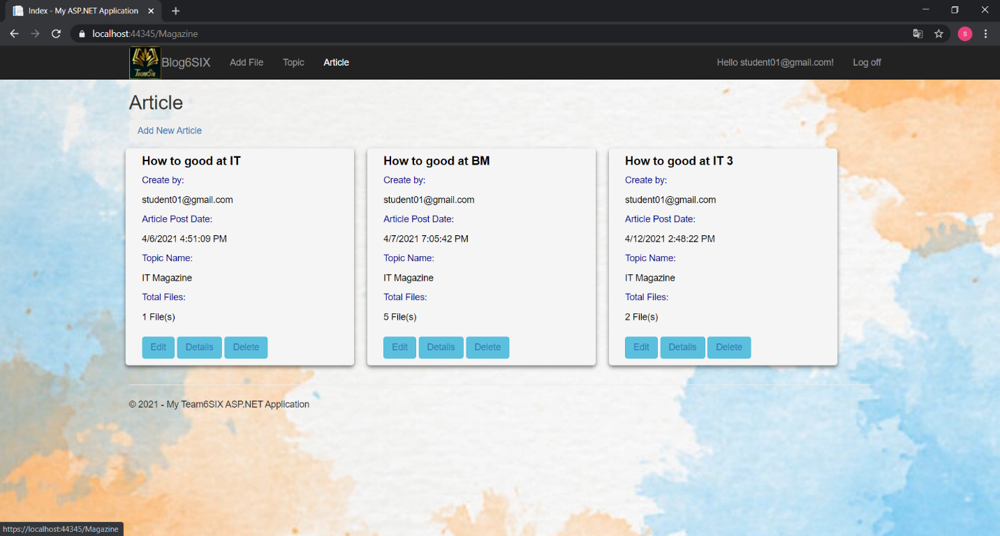 Index - My ASP.NET Application
localhost:44345/Magazine
S
TeamSix
Blog6SIX Add File Topic Article Hello student01@gmail.com! Log off
Article
Add New Article
How to good at IT
Create by:
student01@gmail.com
Article Post Date:
4/6/2021 4:51:09 PM
Topic Name:
IT Magazine
Total Files:
1 File(s)
Edit Details Delete
How to good at BM
Create by:
student01@gmail.com
Article Post Date:
4/7/2021 7:05:42 PM
Topic Name:
IT Magazine
Total Files:
5 File(s)
Edit Details Delete
How to good at IT 3
Create by:
student01@gmail.com
Article Post Date:
4/12/2021 2:48:22 PM
Topic Name:
IT Magazine
Total Files:
2 File(s)
Edit Details Delete
© 2021 - My Team6SIX ASP.NET Application
https://localhost:44345/Magazine